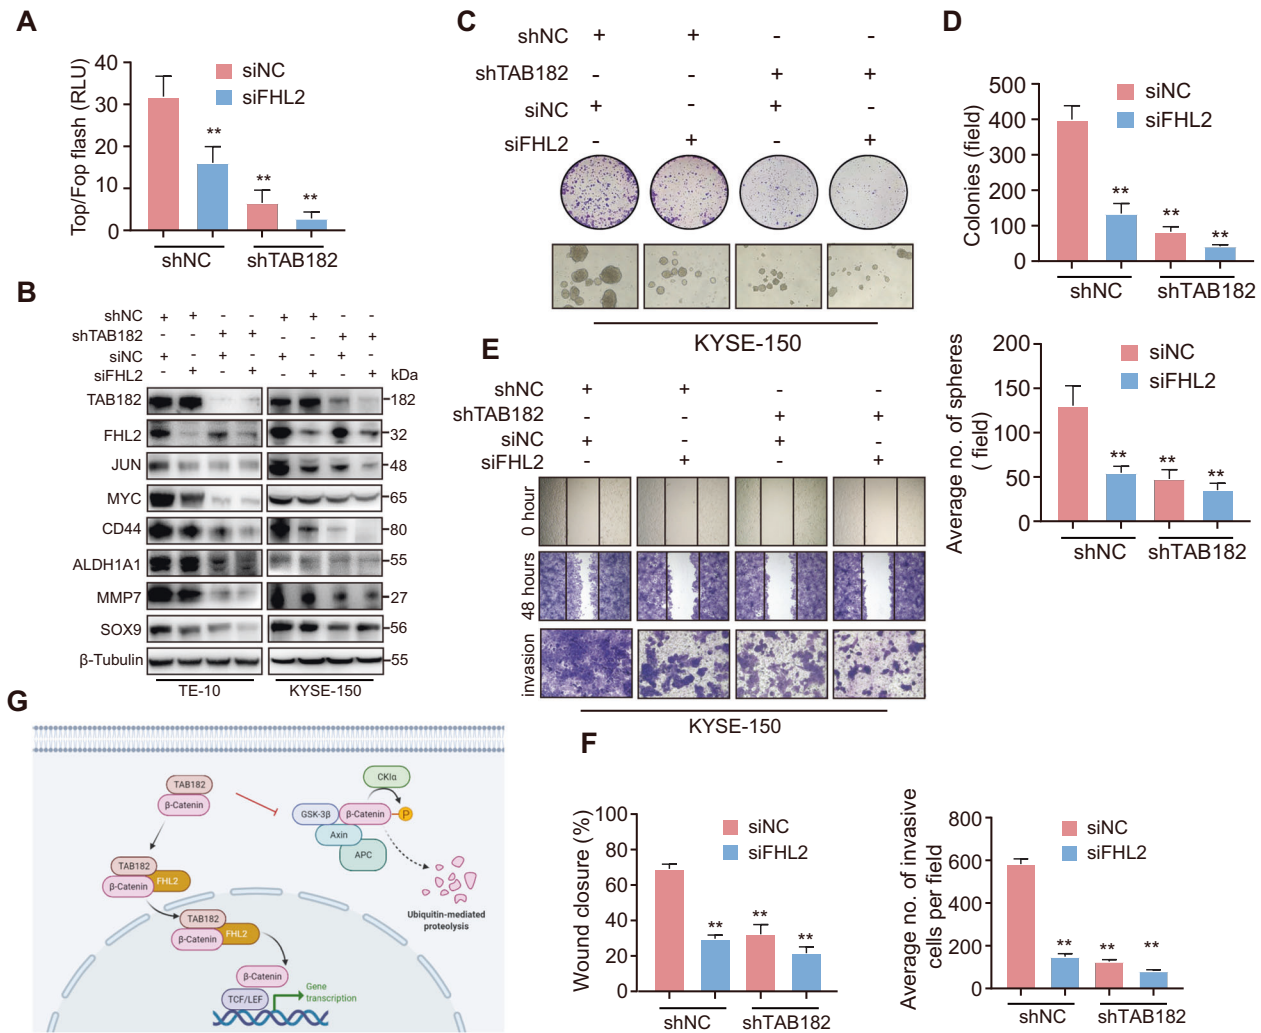 A
Top/Fop flash (RLU)
40
30
20
10
0
siNC
siFHL2
**
**
**
shNC shTAB182
B
shNC + + - - + + - -
shTAB182 - - + + - - + +
siNC + - + - + - + -
siFHL2 - + - + - + - + kDa
TAB182 182
FHL2 32
JUN 48
MYC 65
CD44 80
ALDH1A1 55
MMP7 27
SOX9 56
β-Tubulin 55
TE-10 KYSE-150
C
shNC + + - -
shTAB182 - - + +
siNC + - + -
siFHL2 - + - +
KYSE-150
D
Colonies (field)
500
400
300
200
100
0
siNC
siFHL2
**
**
**
shNC shTAB182
Average no. of spheres
( field)
200
150
100
50
0
siNC
siFHL2
** ** **
shNC shTAB182
E
shNC + + - -
shTAB182 - - + +
siNC + - + -
siFHL2 - + - +
0 hour
48 hours
invasion
KYSE-150
F
Wound closure (%)
100
80
60
40
20
0
siNC
siFHL2
** ** **
shNC shTAB182
Average no. of invasive
cells per field
800
600
400
200
0
siNC
siFHL2
** ** **
shNC shTAB182
G
TAB182
β-Catenin
CKIα
GSK-3β β-Catenin P
Axin
APC
TAB182
β-Catenin FHL2
Ubiquitin-mediated
proteolysis
TAB182
β-Catenin FHL2
β-Catenin
TCF/LEF
Gene
transcription